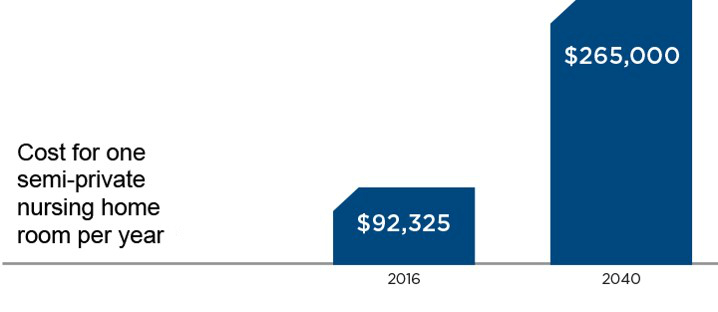 $265,000
Cost for one
semi-private
nursing home
room per year
$92,325
2016
2040